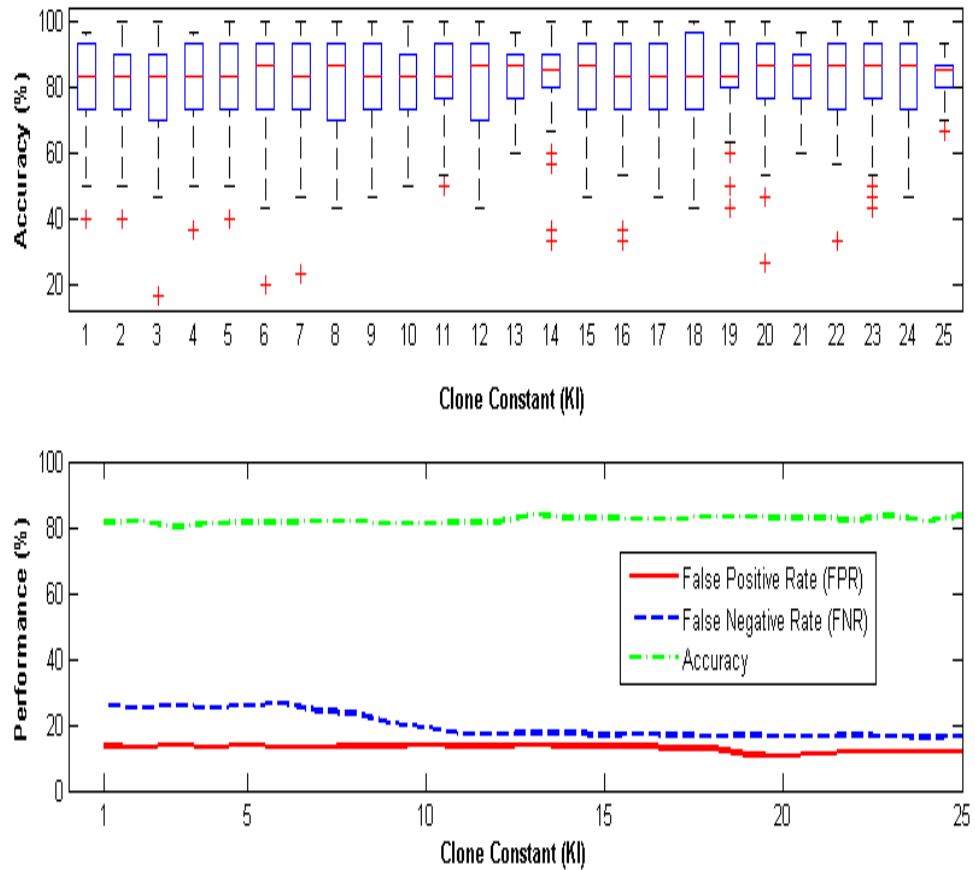 Accuracy (%)
100
80
60
40
20
1 2 3 4 5 6 7 8 9 10 11 12 13 14 15 16 17 18 19 20 21 22 23 24 25
Clone Constant (KI)
Performance (%)
100
80
60
40
20
0
False Positive Rate (FPR)
False Negative Rate (FNR)
Accuracy
1 5 10 15 20 25
Clone Constant (KI)